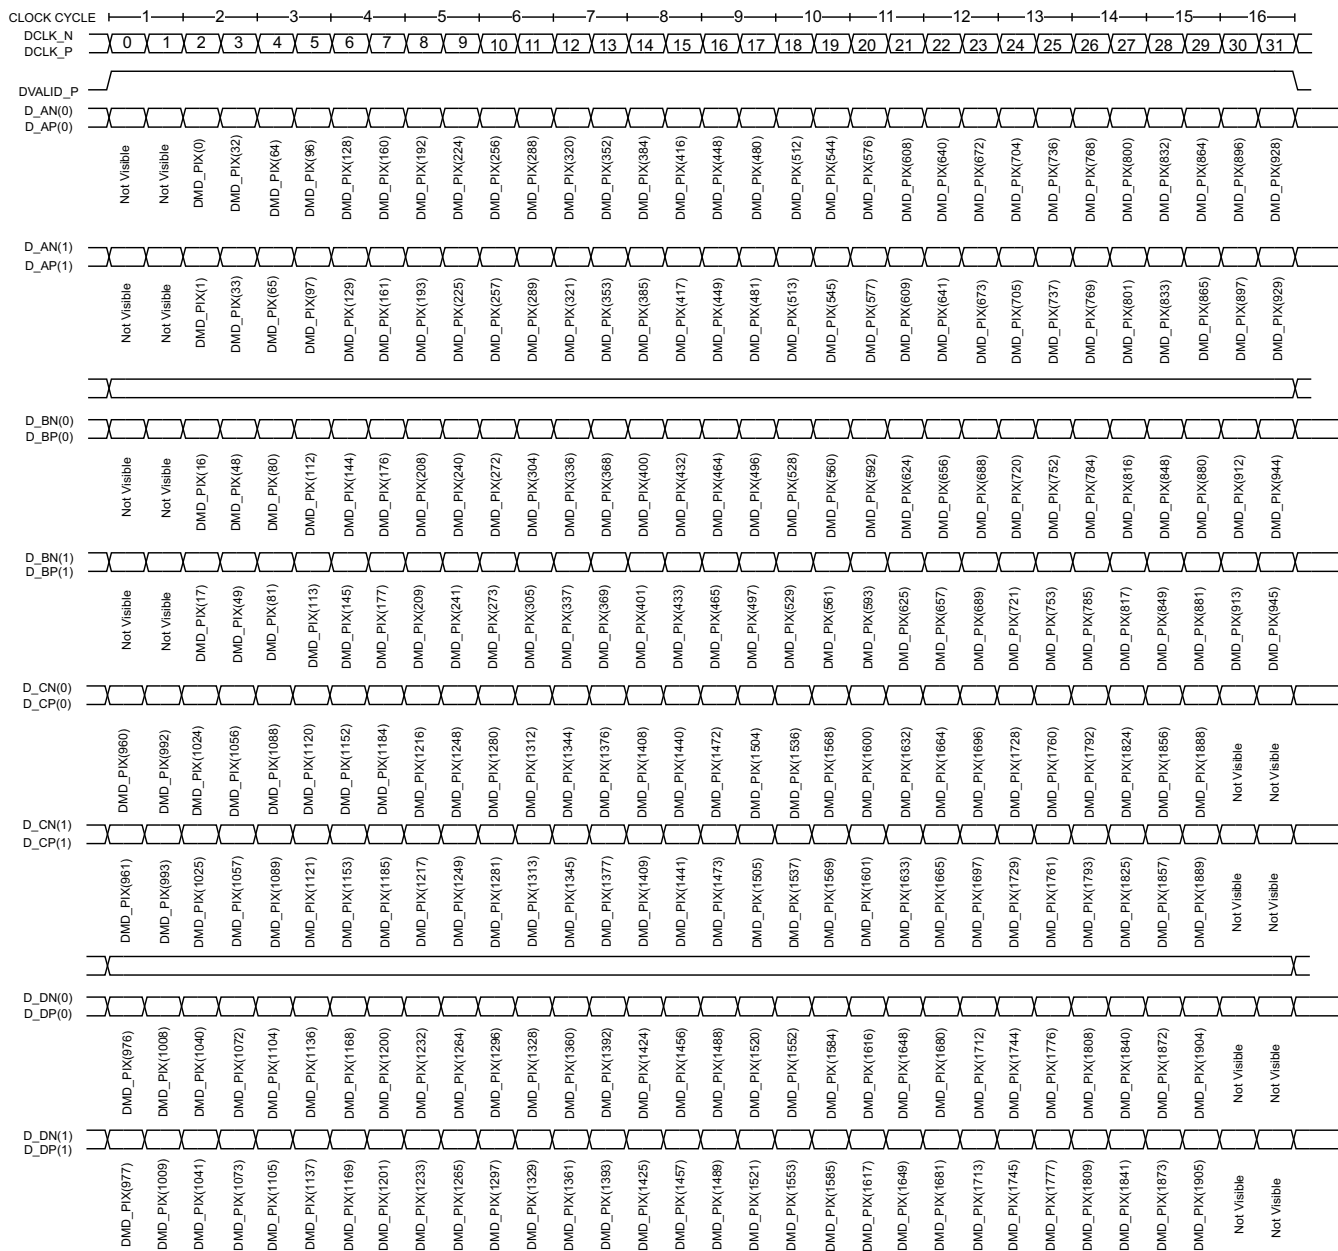 CLOCK CYCLE 1 2 3 4 5 6 7 8 9 10 11 12 13 14 15 16
DCLK_N
DCLK_P
0 1 2 3 4 5 6 7 8 9 10 11 12 13 14 15 16 17 18 19 20 21 22 23 24 25 26 27 28 29 30 31
DVALID_P
D_AN(0)
D_AP(0)
Not Visible
Not Visible
DMD_PIX(0)
DMD_PIX(32)
DMD_PIX(64)
DMD_PIX(96)
DMD_PIX(128)
DMD_PIX(160)
DMD_PIX(192)
DMD_PIX(224)
DMD_PIX(256)
DMD_PIX(288)
DMD_PIX(320)
DMD_PIX(352)
DMD_PIX(384)
DMD_PIX(416)
DMD_PIX(448)
DMD_PIX(480)
DMD_PIX(512)
DMD_PIX(544)
DMD_PIX(576)
DMD_PIX(608)
DMD_PIX(640)
DMD_PIX(672)
DMD_PIX(704)
DMD_PIX(736)
DMD_PIX(768)
DMD_PIX(800)
DMD_PIX(832)
DMD_PIX(864)
DMD_PIX(896)
DMD_PIX(928)
D_AN(1)
D_AP(1)
Not Visible
Not Visible
DMD_PIX(1)
DMD_PIX(33)
DMD_PIX(65)
DMD_PIX(97)
DMD_PIX(129)
DMD_PIX(161)
DMD_PIX(193)
DMD_PIX(225)
DMD_PIX(257)
DMD_PIX(289)
DMD_PIX(321)
DMD_PIX(353)
DMD_PIX(385)
DMD_PIX(417)
DMD_PIX(449)
DMD_PIX(481)
DMD_PIX(513)
DMD_PIX(545)
DMD_PIX(577)
DMD_PIX(609)
DMD_PIX(641)
DMD_PIX(673)
DMD_PIX(705)
DMD_PIX(737)
DMD_PIX(769)
DMD_PIX(801)
DMD_PIX(833)
DMD_PIX(865)
DMD_PIX(897)
DMD_PIX(929)
D_BN(0)
D_BP(0)
Not Visible
Not Visible
DMD_PIX(16)
DMD_PIX(48)
DMD_PIX(80)
DMD_PIX(112)
DMD_PIX(144)
DMD_PIX(176)
DMD_PIX(208)
DMD_PIX(240)
DMD_PIX(272)
DMD_PIX(304)
DMD_PIX(336)
DMD_PIX(368)
DMD_PIX(400)
DMD_PIX(432)
DMD_PIX(464)
DMD_PIX(496)
DMD_PIX(528)
DMD_PIX(560)
DMD_PIX(592)
DMD_PIX(624)
DMD_PIX(656)
DMD_PIX(688)
DMD_PIX(720)
DMD_PIX(752)
DMD_PIX(784)
DMD_PIX(816)
DMD_PIX(848)
DMD_PIX(880)
DMD_PIX(912)
DMD_PIX(944)
D_BN(1)
D_BP(1)
Not Visible
Not Visible
DMD_PIX(17)
DMD_PIX(49)
DMD_PIX(81)
DMD_PIX(113)
DMD_PIX(145)
DMD_PIX(177)
DMD_PIX(209)
DMD_PIX(241)
DMD_PIX(273)
DMD_PIX(305)
DMD_PIX(337)
DMD_PIX(369)
DMD_PIX(401)
DMD_PIX(433)
DMD_PIX(465)
DMD_PIX(497)
DMD_PIX(529)
DMD_PIX(561)
DMD_PIX(593)
DMD_PIX(625)
DMD_PIX(657)
DMD_PIX(689)
DMD_PIX(721)
DMD_PIX(753)
DMD_PIX(785)
DMD_PIX(817)
DMD_PIX(849)
DMD_PIX(881)
DMD_PIX(913)
DMD_PIX(945)
D_CN(0)
D_CP(0)
DMD_PIX(960)
DMD_PIX(992)
DMD_PIX(1024)
DMD_PIX(1056)
DMD_PIX(1088)
DMD_PIX(1120)
DMD_PIX(1152)
DMD_PIX(1184)
DMD_PIX(1216)
DMD_PIX(1248)
DMD_PIX(1280)
DMD_PIX(1312)
DMD_PIX(1344)
DMD_PIX(1376)
DMD_PIX(1408)
DMD_PIX(1440)
DMD_PIX(1472)
DMD_PIX(1504)
DMD_PIX(1536)
DMD_PIX(1568)
DMD_PIX(1600)
DMD_PIX(1632)
DMD_PIX(1664)
DMD_PIX(1696)
DMD_PIX(1728)
DMD_PIX(1760)
DMD_PIX(1792)
DMD_PIX(1824)
DMD_PIX(1856)
DMD_PIX(1888)
Not Visible
Not Visible
D_CN(1)
D_CP(1)
DMD_PIX(961)
DMD_PIX(993)
DMD_PIX(1025)
DMD_PIX(1057)
DMD_PIX(1089)
DMD_PIX(1121)
DMD_PIX(1153)
DMD_PIX(1185)
DMD_PIX(1217)
DMD_PIX(1249)
DMD_PIX(1281)
DMD_PIX(1313)
DMD_PIX(1345)
DMD_PIX(1377)
DMD_PIX(1409)
DMD_PIX(1441)
DMD_PIX(1473)
DMD_PIX(1505)
DMD_PIX(1537)
DMD_PIX(1569)
DMD_PIX(1601)
DMD_PIX(1633)
DMD_PIX(1665)
DMD_PIX(1697)
DMD_PIX(1729)
DMD_PIX(1761)
DMD_PIX(1793)
DMD_PIX(1825)
DMD_PIX(1857)
DMD_PIX(1889)
Not Visible
Not Visible
D_DN(0)
D_DP(0)
DMD_PIX(976)
DMD_PIX(1008)
DMD_PIX(1040)
DMD_PIX(1072)
DMD_PIX(1104)
DMD_PIX(1136)
DMD_PIX(1168)
DMD_PIX(1200)
DMD_PIX(1232)
DMD_PIX(1264)
DMD_PIX(1296)
DMD_PIX(1328)
DMD_PIX(1360)
DMD_PIX(1392)
DMD_PIX(1424)
DMD_PIX(1456)
DMD_PIX(1488)
DMD_PIX(1520)
DMD_PIX(1552)
DMD_PIX(1584)
DMD_PIX(1616)
DMD_PIX(1648)
DMD_PIX(1680)
DMD_PIX(1712)
DMD_PIX(1744)
DMD_PIX(1776)
DMD_PIX(1808)
DMD_PIX(1840)
DMD_PIX(1872)
DMD_PIX(1904)
Not Visible
Not Visible
D_DN(1)
D_DP(1)
DMD_PIX(977)
DMD_PIX(1009)
DMD_PIX(1041)
DMD_PIX(1073)
DMD_PIX(1105)
DMD_PIX(1137)
DMD_PIX(1169)
DMD_PIX(1201)
DMD_PIX(1233)
DMD_PIX(1265)
DMD_PIX(1297)
DMD_PIX(1329)
DMD_PIX(1361)
DMD_PIX(1393)
DMD_PIX(1425)
DMD_PIX(1457)
DMD_PIX(1489)
DMD_PIX(1521)
DMD_PIX(1553)
DMD_PIX(1585)
DMD_PIX(1617)
DMD_PIX(1649)
DMD_PIX(1681)
DMD_PIX(1713)
DMD_PIX(1745)
DMD_PIX(1777)
DMD_PIX(1809)
DMD_PIX(1841)
DMD_PIX(1873)
DMD_PIX(1905)
Not Visible
Not Visible